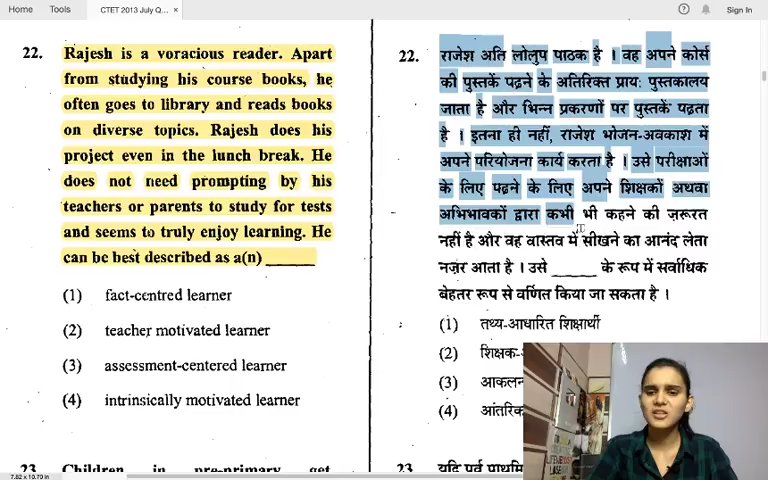 Home Tools CTET 2013 July Q... × Sign In
22. Rajesh is a voracious reader. Apart
from studying his course books, he
often goes to library and reads books
on diverse topics. Rajesh does his
project even in the lunch break. He
does not need prompting by his
teachers or parents to study for tests
and seems to truly enjoy learning. He
can be best described as a(n) ______
(1) fact-centred learner
(2) teacher motivated learner
(3) assessment-centered learner
(4) intrinsically motivated learner
23. Children in pre-primary get
22. राजेश अति लोलुप पाठक है । वह अपने कोर्स
की पुस्तकें पढ़ने के अतिरिक्त प्रायः पुस्तकालय
जाता है और भिन्न प्रकरणों पर पुस्तकें पढ़ता
है । इतना ही नहीं, राजेश भोजन-अवकाश में
अपने परियोजना कार्य करता है । उसे परीक्षाओं
के लिए पढ़ने के लिए अपने शिक्षकों अथवा
अभिभावकों द्वारा कभी भी कहने की ज़रूरत
नहीं है और वह वास्तव में सीखने का आनंद लेता
नज़र आता है । उसे ______ के रूप में सर्वाधिक
बेहतर रूप से वर्णित किया जा सकता है ।
(1) तथ्य-आधारित शिक्षार्थी
(2) शिक्षक-
(3) आकलन
(4) आंतरिक
23. यदि पूर्व
7.82 x 10.70 in